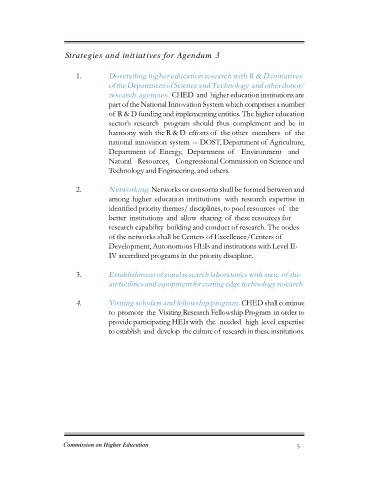 Strategies and initiatives for Agendum 3
1. Dovetailing higher education research with R & D initiatives
of the Department of Science and Technology and other donor/
research agencies. CHED and higher education institutions are
part of the National Innovation System which comprises a number
of R & D funding and implementing entities. The higher education
sector's research program should thus complement and be in
harmony with the R & D efforts of the other members of the
national innovation system -- DOST, Department of Agriculture,
Department of Energy, Department of Environment and
Natural Resources, Congressional Commission on Science and
Technology and Engineering, and others.
2. Networking. Networks or consortia shall be formed between and
among higher education institutions with research expertise in
identified priority themes/ disciplines, to pool resources of the
better institutions and allow sharing of these resources for
research capability building and conduct of research. The nodes
of the networks shall be Centers of Excellence/Centers of
Development, Autonomous HEIs and institutions with Level II-
IV accredited programs in the priority discipline.
3. Establishment of zonal research laboratories with state-of-the-
art facilities and equipment for cutting edge technology research.
4. Visiting scholars and fellowship program. CHED shall continue
to promote the Visiting Research Fellowship Program in order to
provide participating HEIs with the needed high level expertise
to establish and develop the culture of research in these institutions.
Commission on Higher Education 5